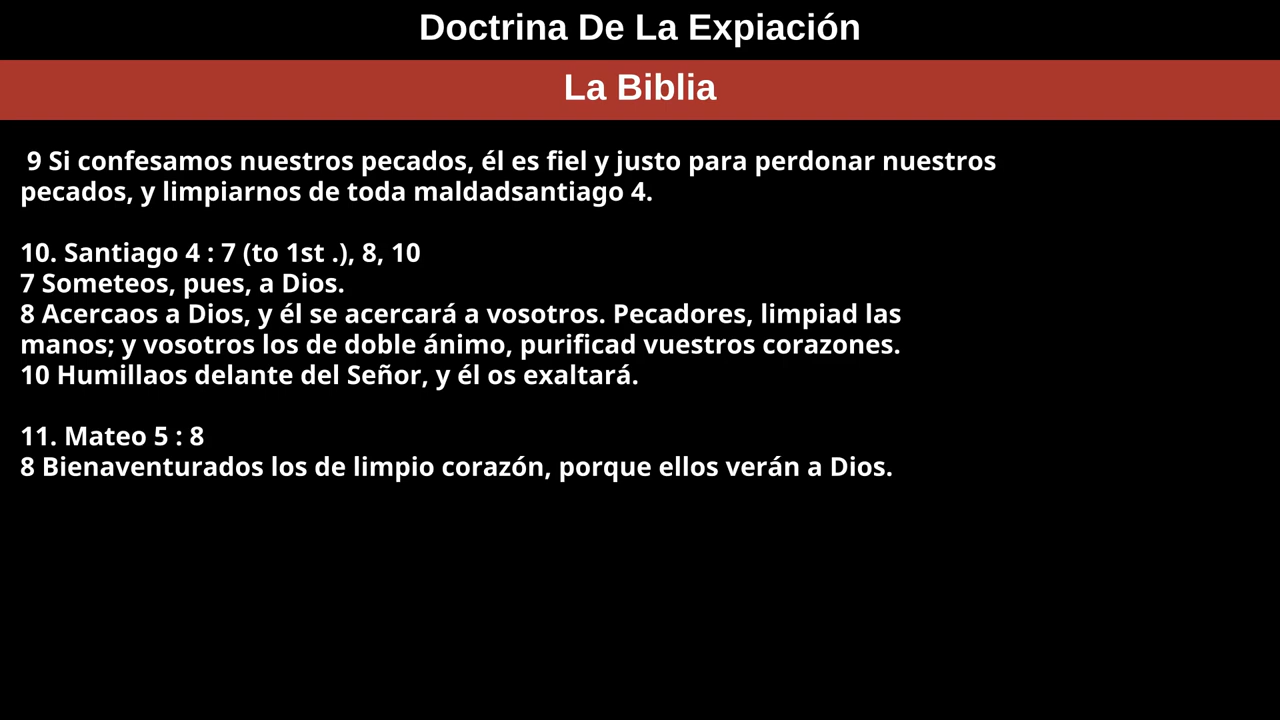 Doctrina De La Expiación
La Biblia
9 Si confesamos nuestros pecados, él es fiel y justo para perdonar nuestros
pecados, y limpiarnos de toda maldadsantiago 4.
10. Santiago 4 : 7 (to 1st .), 8, 10
7 Someteos, pues, a Dios.
8 Acercaos a Dios, y él se acercará a vosotros. Pecadores, limpiad las
manos; y vosotros los de doble ánimo, purificad vuestros corazones.
10 Humillaos delante del Señor, y él os exaltará.
11. Mateo 5 : 8
8 Bienaventurados los de limpio corazón, porque ellos verán a Dios.